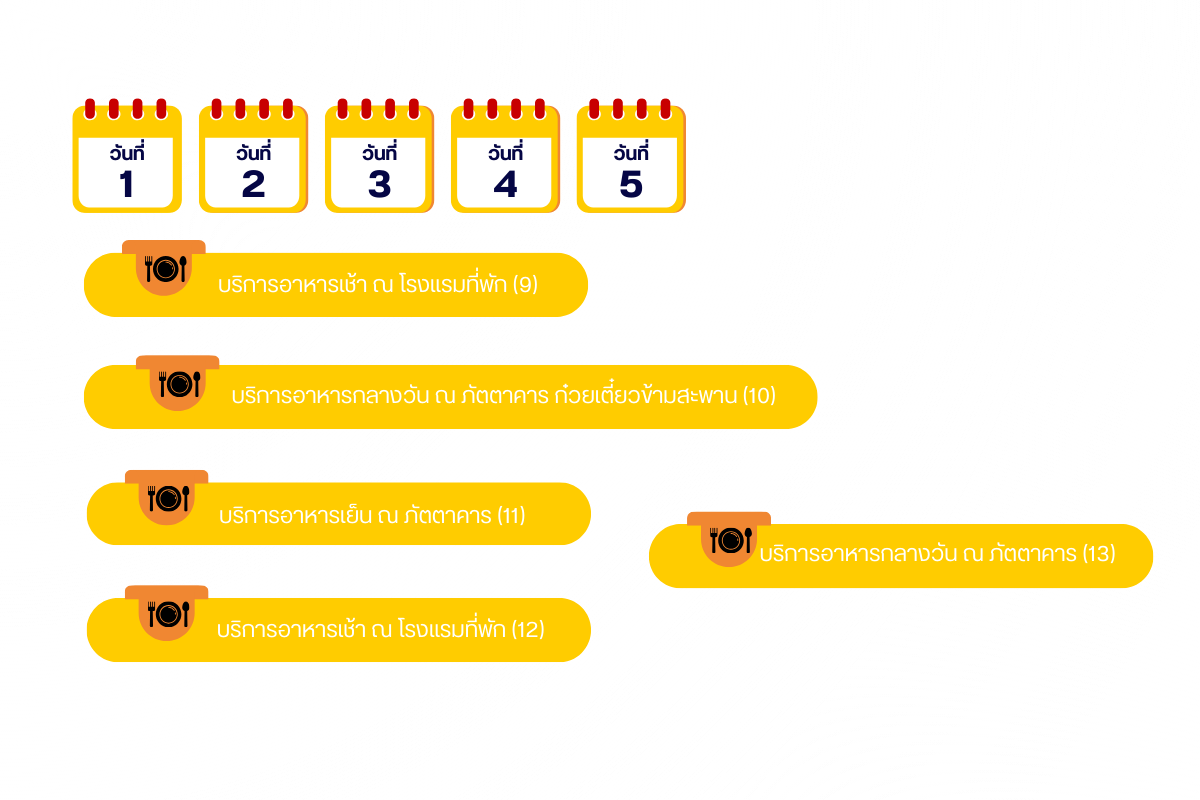 วันที่
1
วันที่
2
วันที่
3
วันที่
4
วันที่
5
บริการอาหารเช้า ณ โรงแรมที่พัก (9)
บริการอาหารกลางวัน ณ ภัตตาคาร ก๋วยเตี๋ยวข้ามสะพาน (10)
บริการอาหารเย็น ณ ภัตตาคาร (11)
บริการอาหารเช้า ณ โรงแรมที่พัก (12)
บริการอาหารกลางวัน ณ ภัตตาคาร (13)